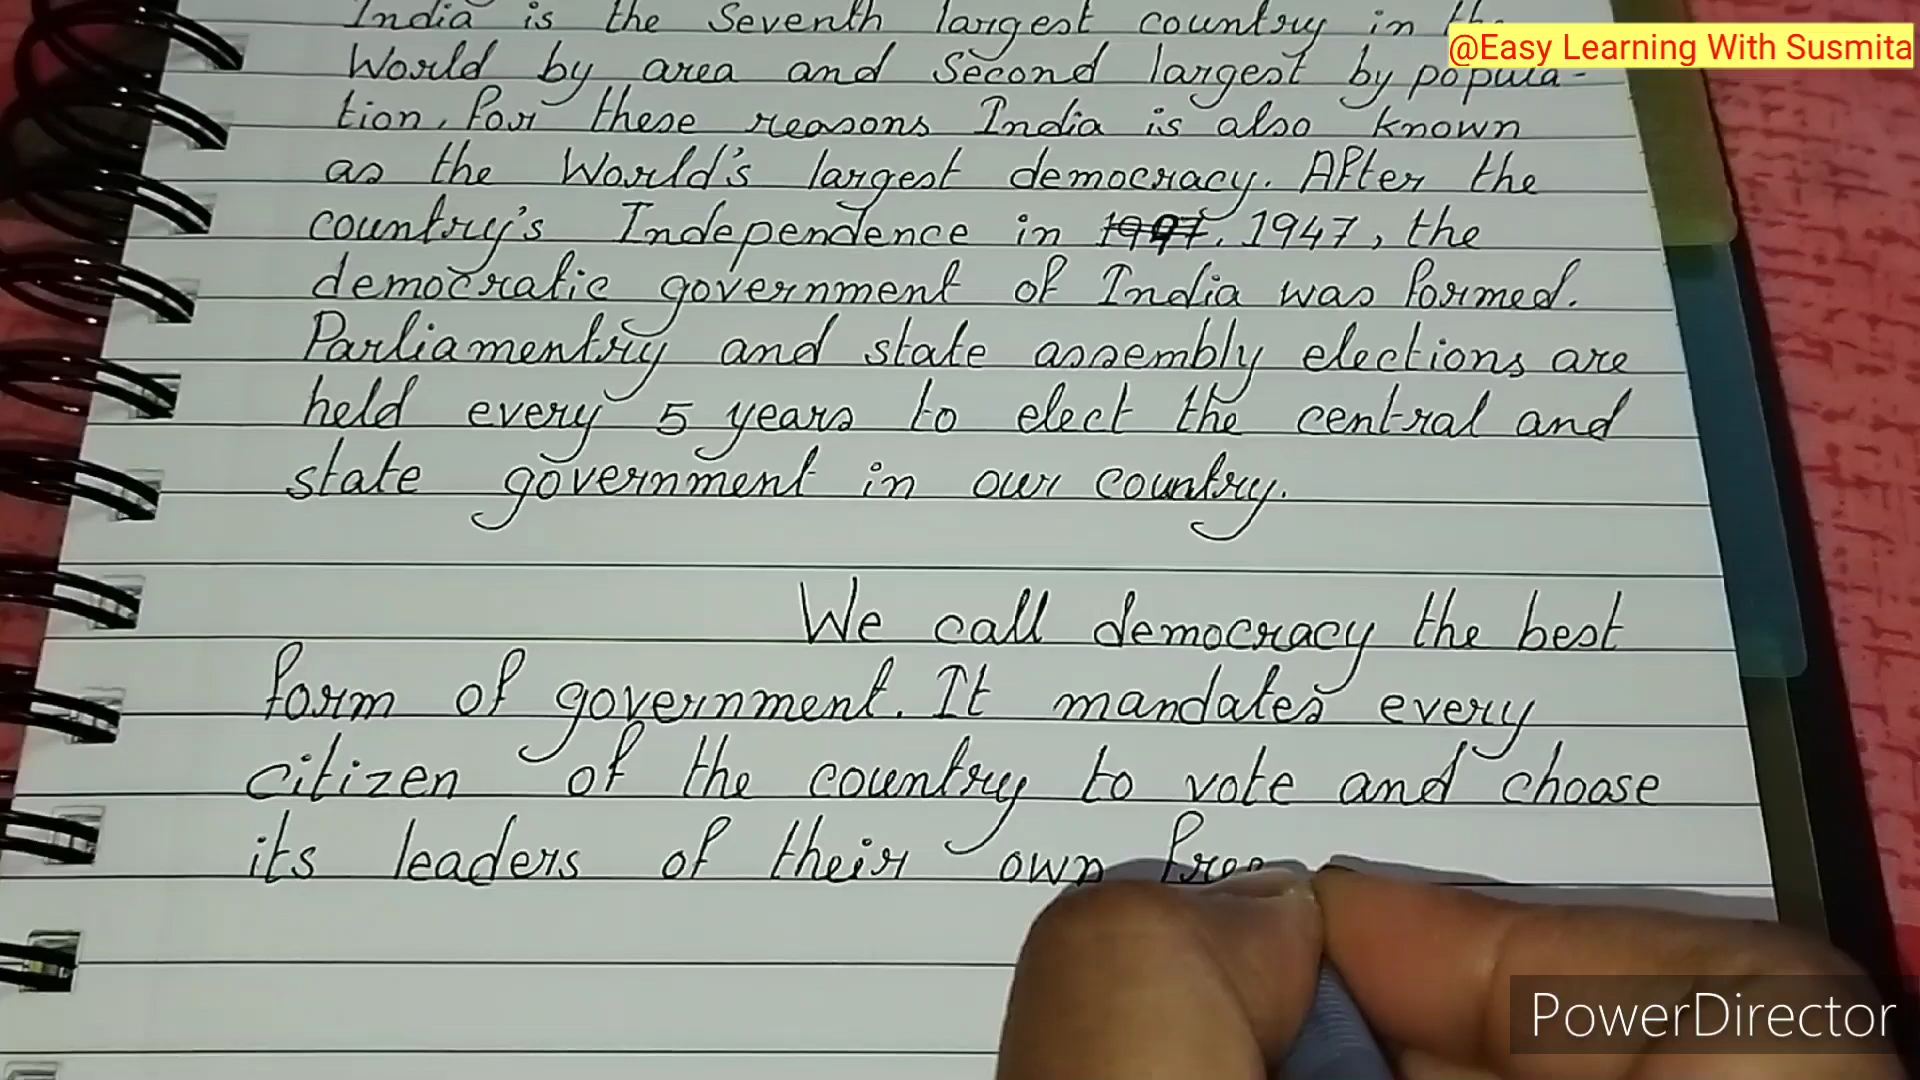 India is the Seventh largest country in the
@Easy Learning With Susmita
World by area and Second largest by popula-
tion. For these reasons India is also known
as the World's largest democracy. After the
country's Independence in 1997. 1947, the
democratic government of India was formed.
Parliamentry and state assembly elections are
held every 5 years to elect the central and
state government in our country.
We call democracy the best
form of government. It mandates every
citizen of the country to vote and choose
its leaders of their own free
PowerDirector